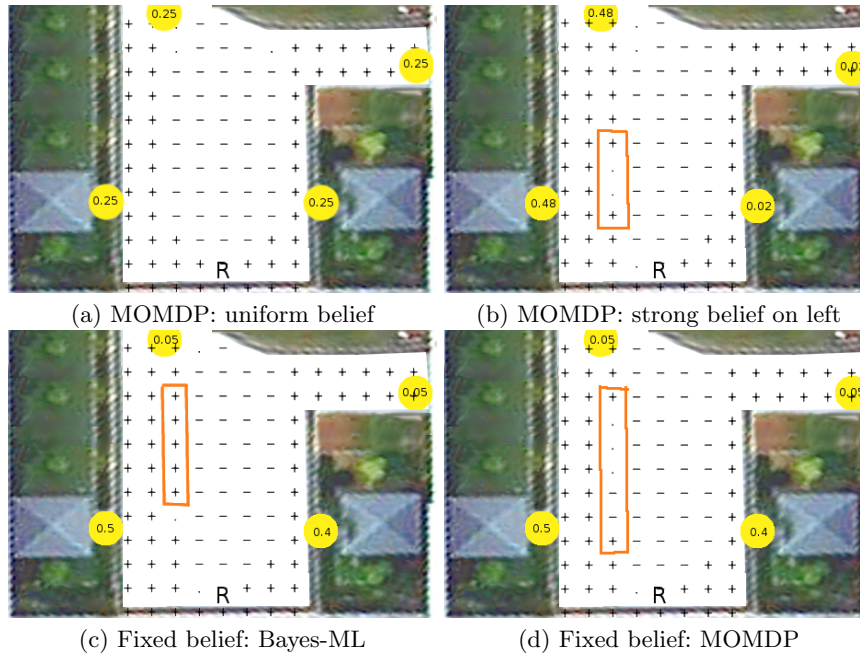 0.25
0.25
0.25
0.25
R
0.48
0.48
0.02
R
(a) MOMDP: uniform belief
(b) MOMDP: strong belief on left
0.05
0.05
0.5
0.4
R
0.05
0.5
0.4
R
(c) Fixed belief: Bayes-ML
(d) Fixed belief: MOMDP